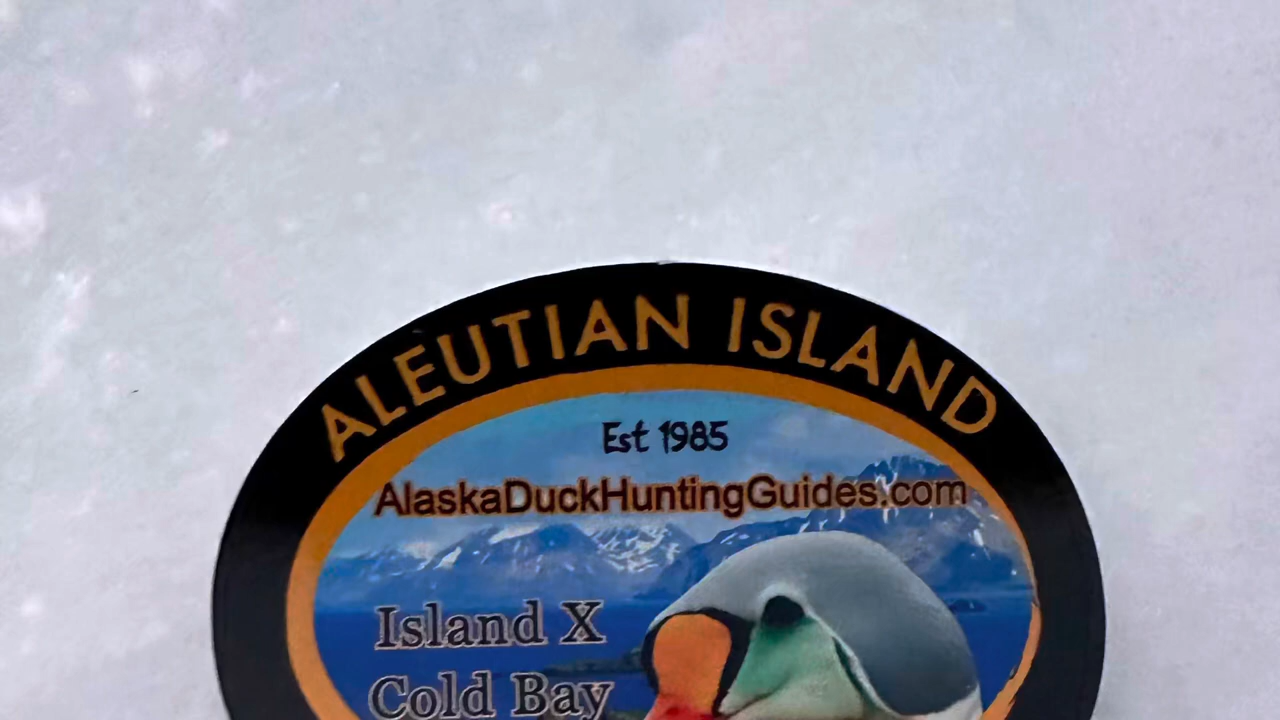 ALEUTIAN ISLAND
Est 1985
AlaskaDuckHuntingGuides.com
Island X
Cold Bay